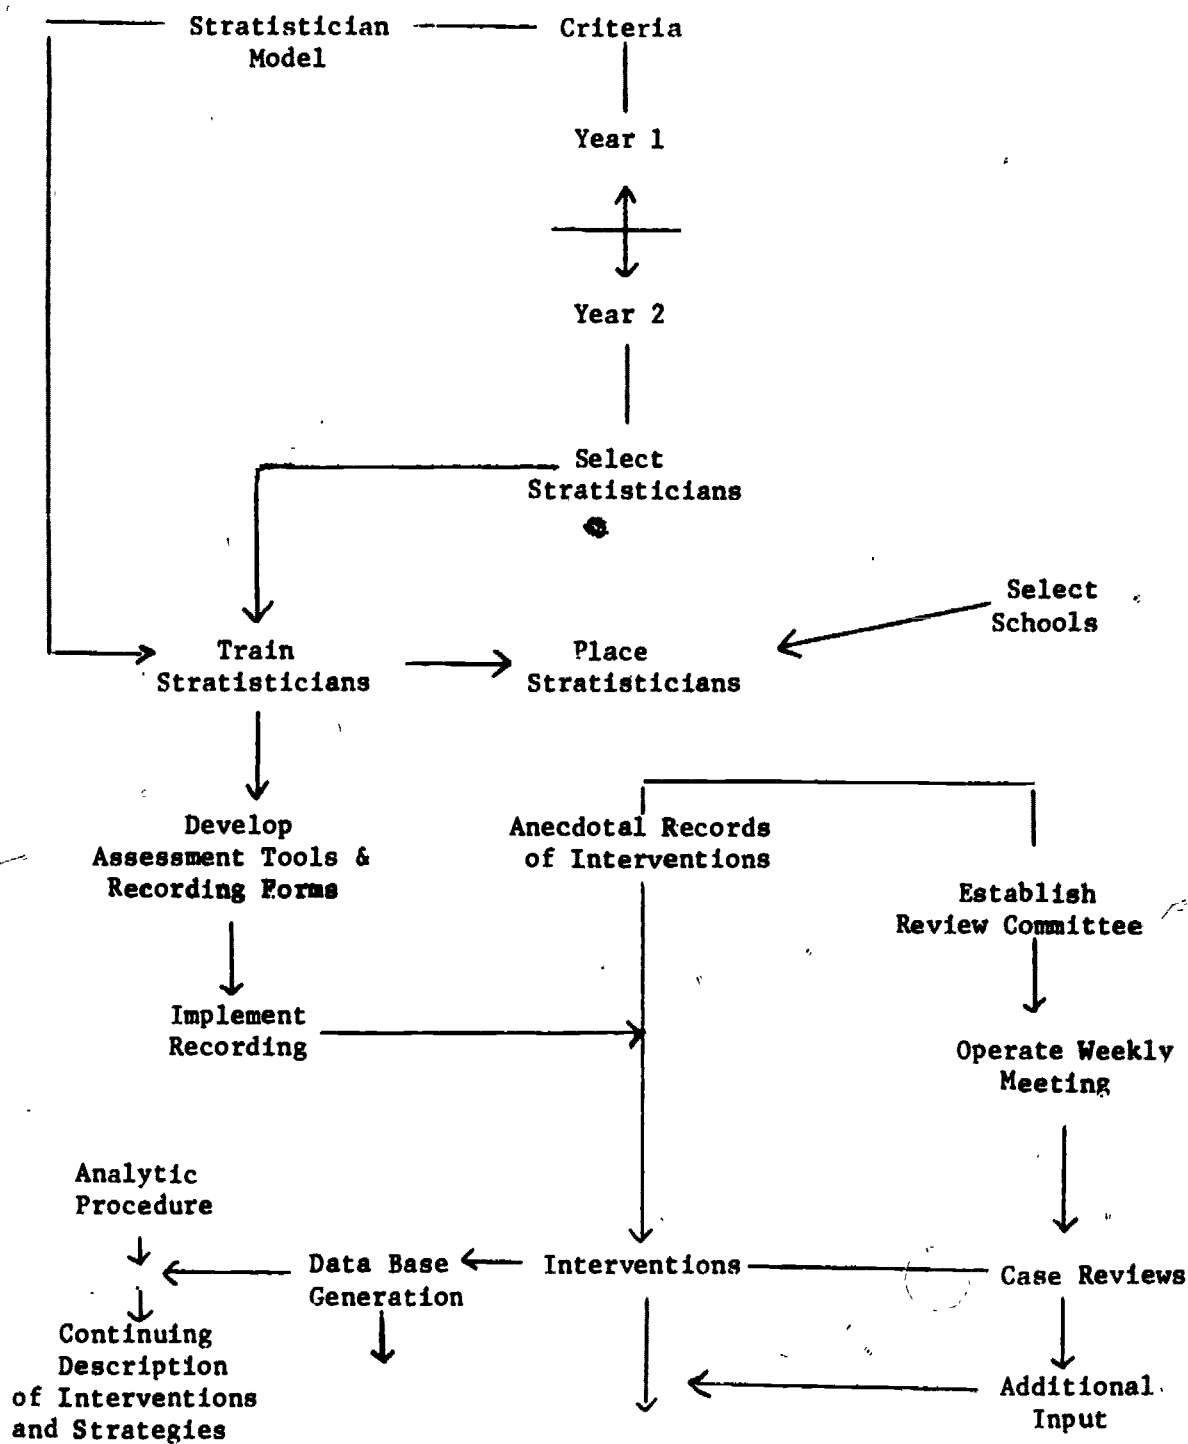 Stratistician
Model
Criteria
Year 1
Year 2
Select
Stratisticians
Select
Schools
Train
Stratisticians
Place
Stratisticians
Develop
Assessment Tools &
Recording Forms
Anecdotal Records
of Interventions
Establish
Review Committee
Implement
Recording
Operate Weekly
Meeting
Analytic
Procedure
Data Base
Generation
Interventions
Case Reviews
Continuing
Description
of Interventions
and Strategies
Additional
Input